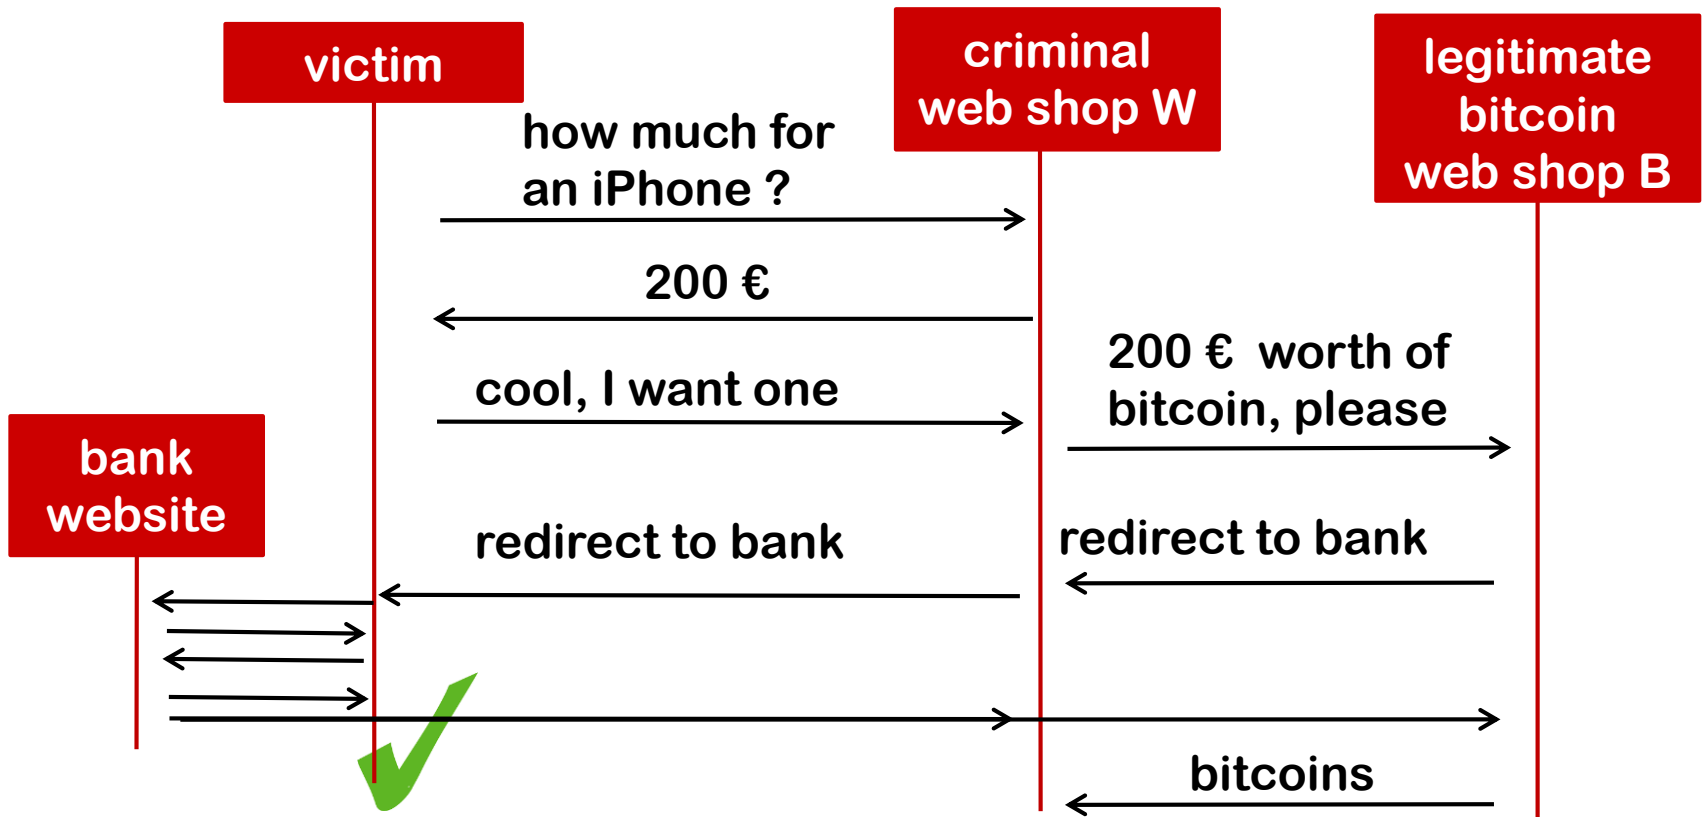 victim
criminal
web shop W
legitimate
bitcoin
web shop B
how much for
an iPhone ?
200 €
cool, I want one
200 € worth of
bitcoin, please
bank
website
redirect to bank
redirect to bank
bitcoins